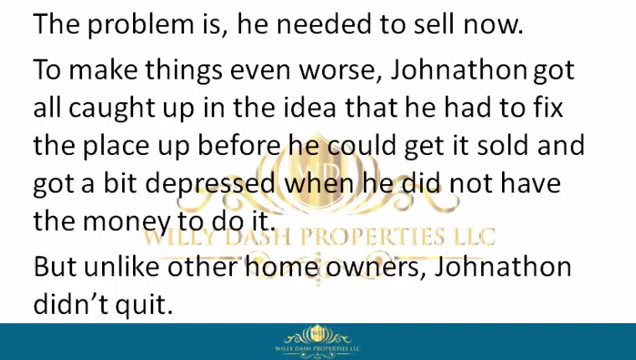 The problem is, he needed to sell now.
To make things even worse, Johnathon got
all caught up in the idea that he had to fix
the place up before he could get it sold and
got a bit depressed when he did not have
the money to do it.
WILLY DASH PROPERTIES LLC
But unlike other home owners, Johnathon
didn’t quit.
WILLY DASH PROPERTIES LLC